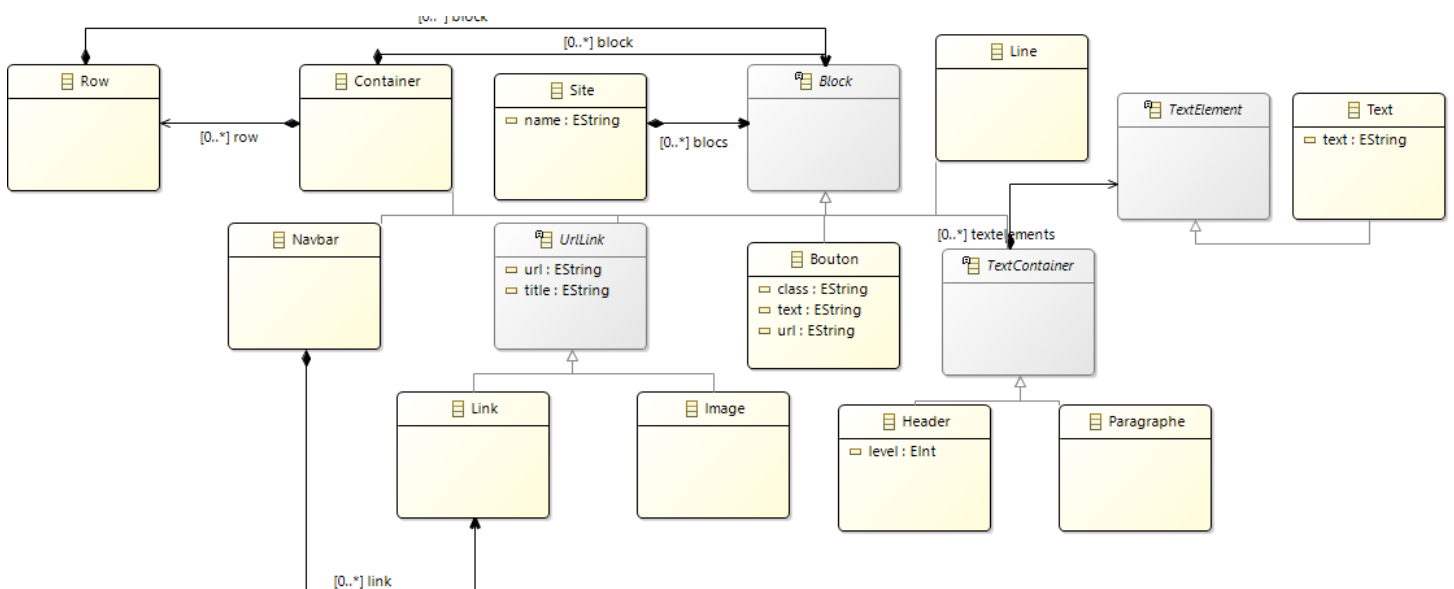 [0..*] block
[0..*] block
Row
Container
Site
name : EString
Block
Line
TextElement
Text
text : EString
[0..*] row
[0..*] blocs
Navbar
UrlLink
url : EString
title : EString
Bouton
class : EString
text : EString
url : EString
[0..*] textelements
TextContainer
Link
Image
Header
level : EInt
Paragraphe
[0..*] link